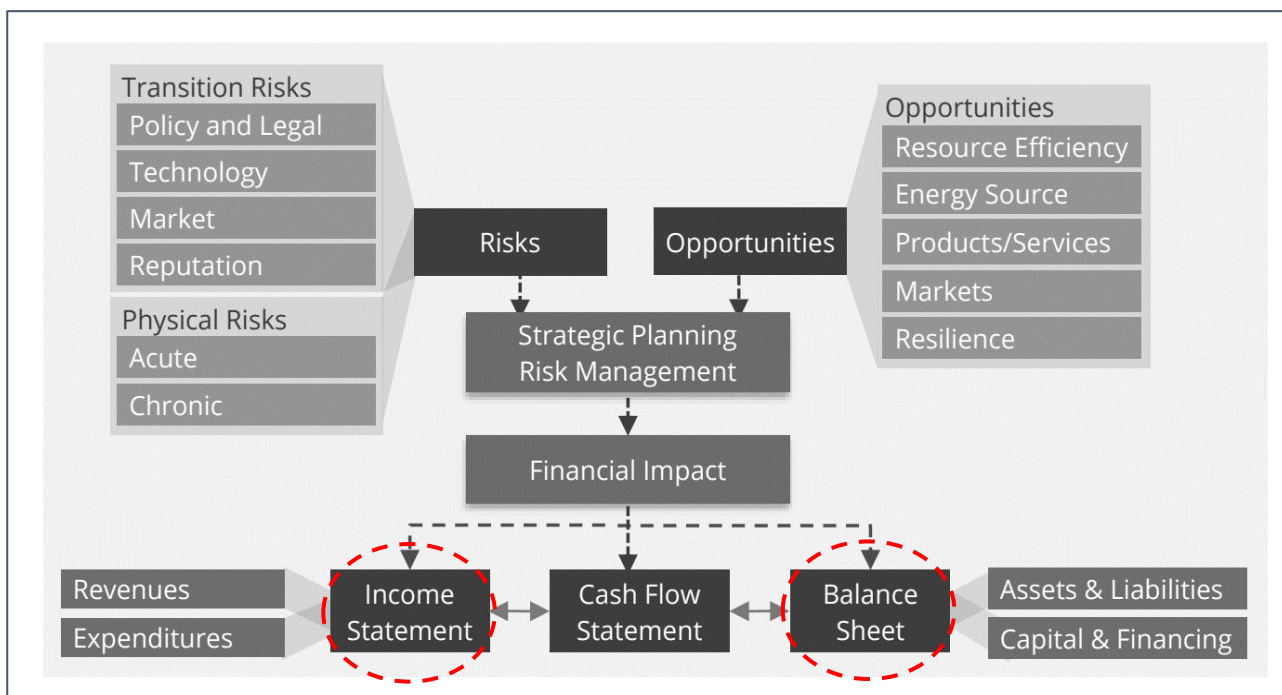 Transition Risks
Policy and Legal
Technology
Market
Reputation
Physical Risks
Acute
Chronic
Risks
Opportunities
Opportunities
Resource Efficiency
Energy Source
Products/Services
Markets
Resilience
Strategic Planning
Risk Management
Financial Impact
Revenues
Expenditures
Income
Statement
Cash Flow
Statement
Balance
Sheet
Assets & Liabilities
Capital & Financing